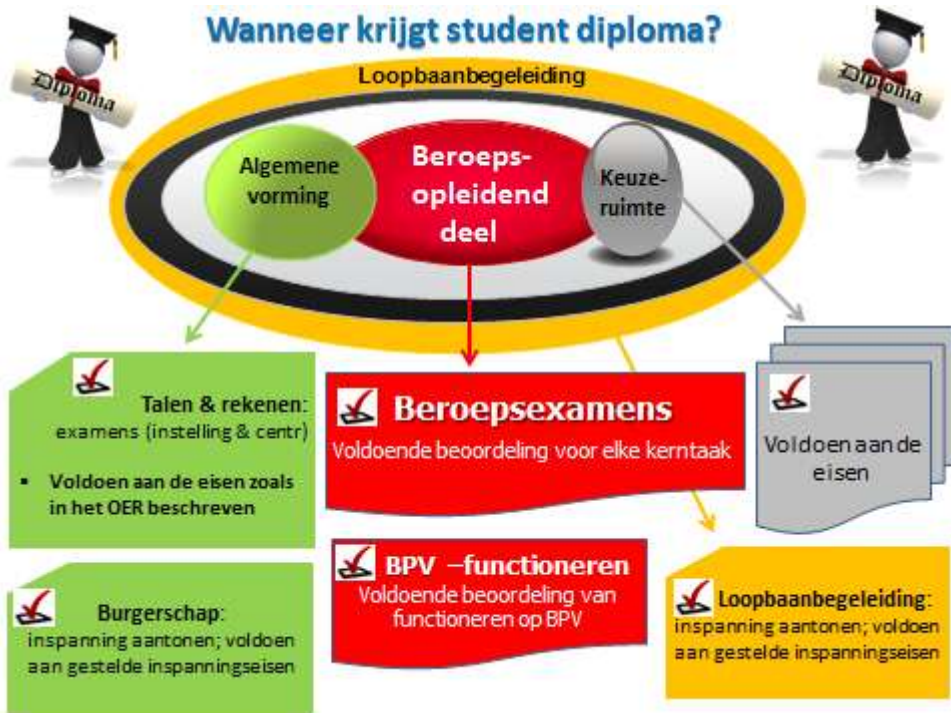 Wanneer krijgt student diploma?
Diploma
Diploma
Loopbaanbegeleiding
Algemene
vorming
Beroeps-
opleidend
deel
Keuze-
ruimte
Talen & rekenen:
examens (instelling & centr)
▪ Voldoen aan de eisen zoals
in het OER beschreven
Beroepsexamens
Voldoende beoordeling voor elke kerntaak
Voldoen aan de
eisen
Burgerschap:
inspanning aantonen; voldoen
aan gestelde inspanningseisen
BPV –functioneren
Voldoende beoordeling van
functioneren op BPV
Loopbaanbegeleiding:
inspanning aantonen; voldoen
aan gestelde inspanningseisen